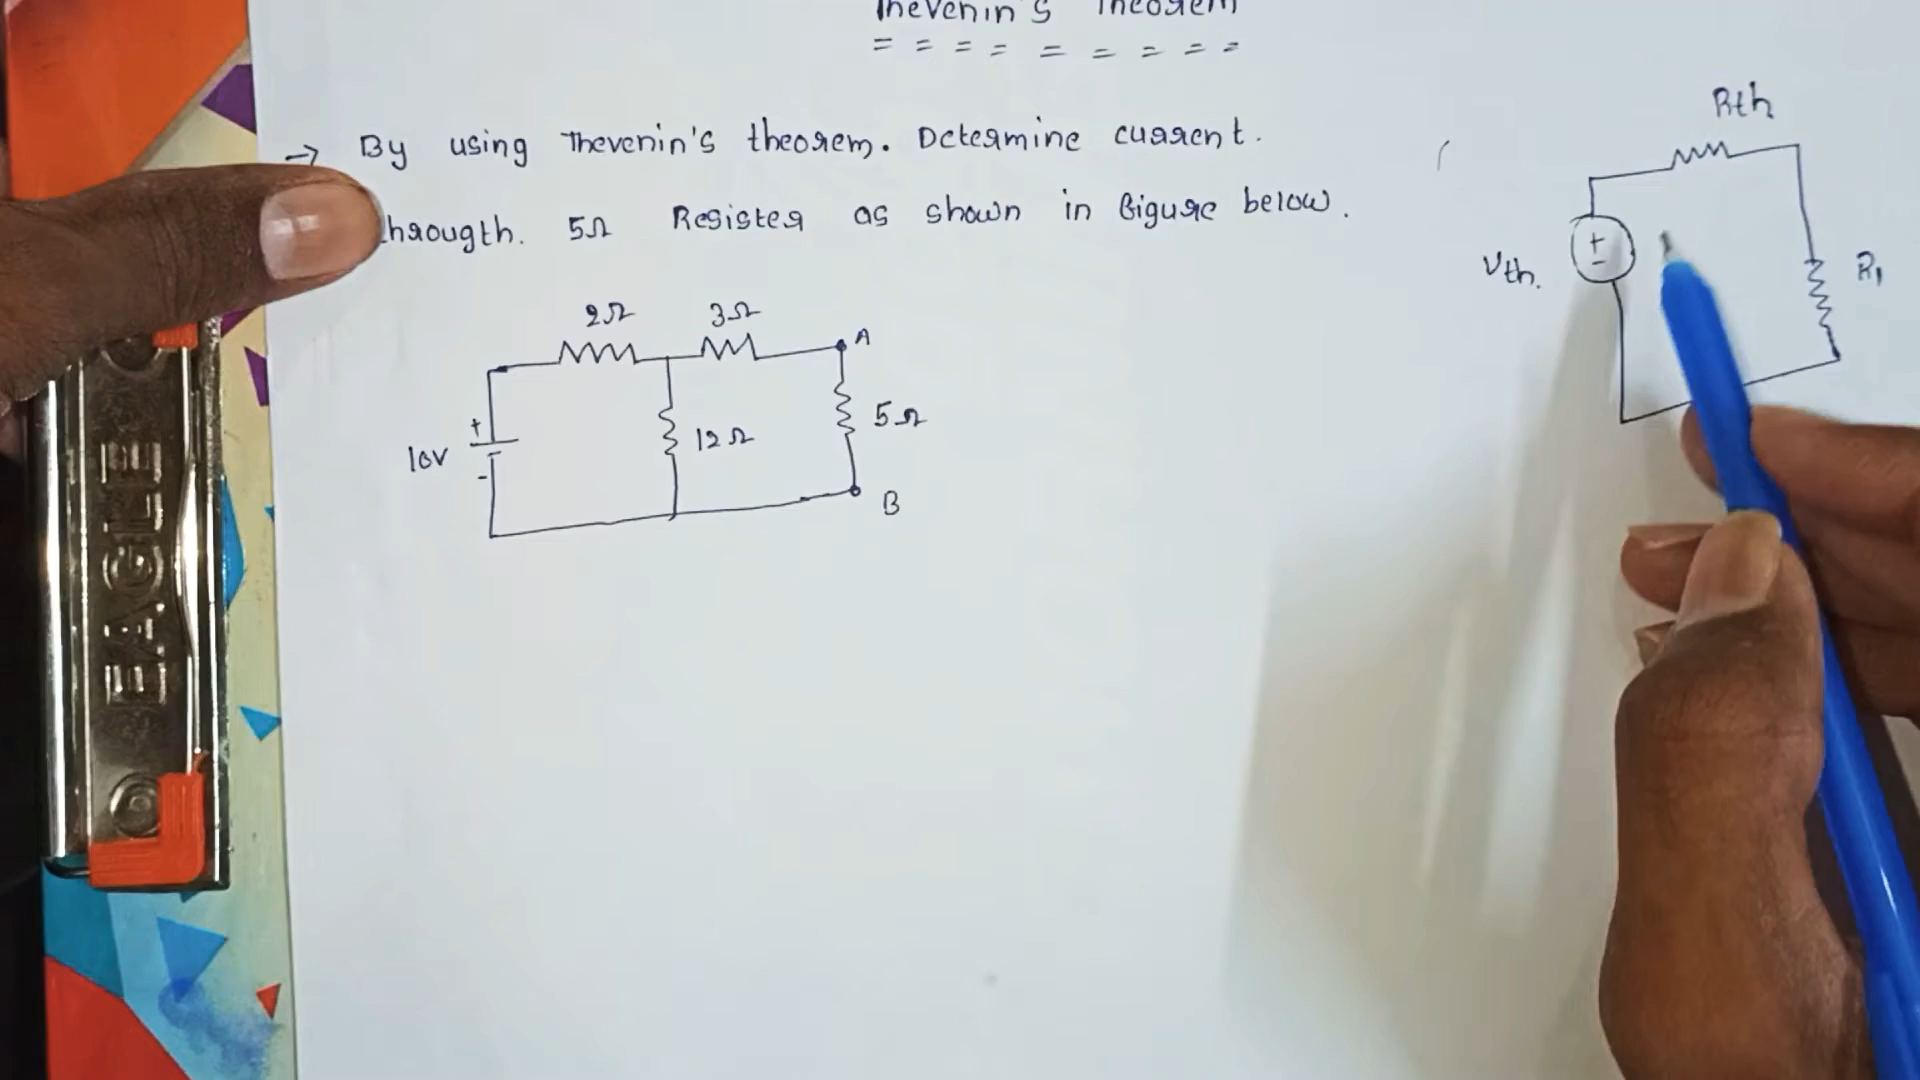 Thevenin's Theorem
→ By using Thevenin's theorem. Determine current.
througth. 5Ω Resister as shown in figure below.
2Ω 3Ω
A
+
10V
-
12Ω
5Ω
B
Rth
Vth.
+
-
R1
EAGLE